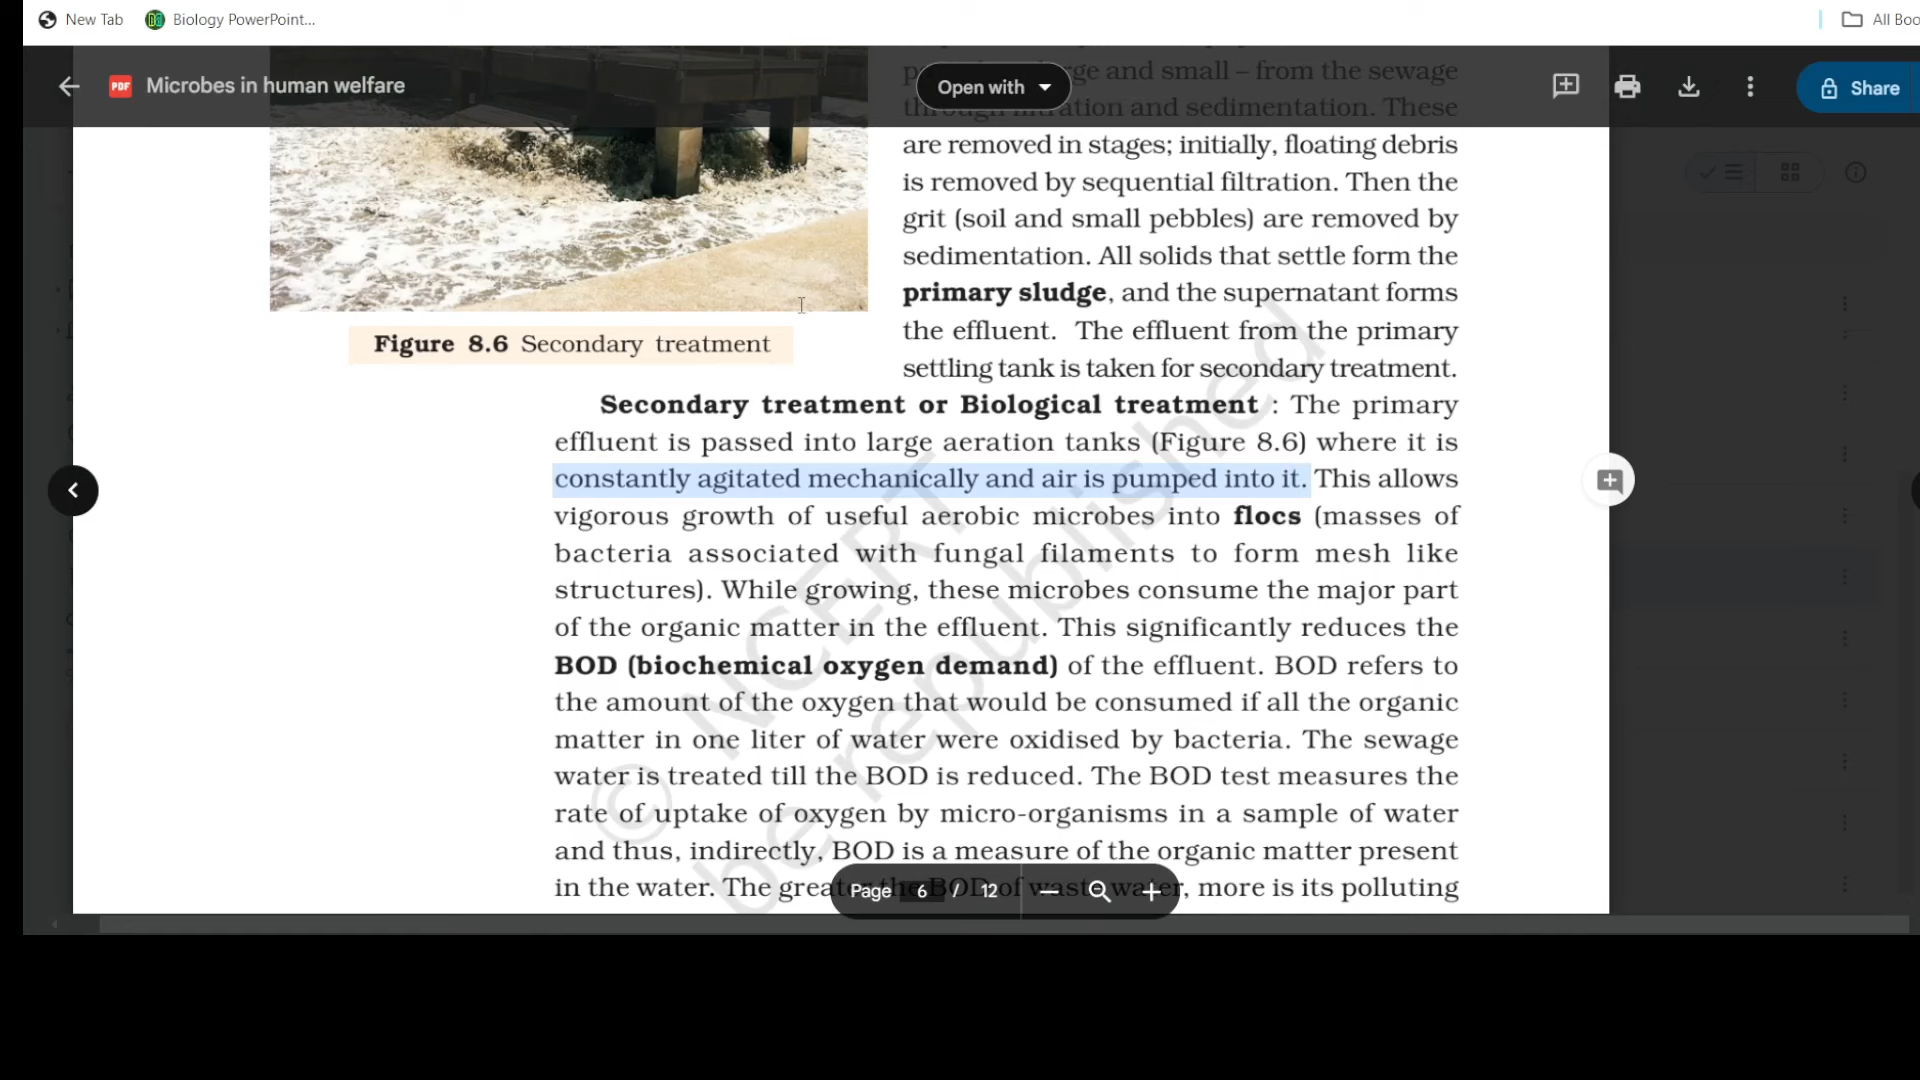 New Tab
Biology PowerPoint...
All Boo
PDF
Microbes in human welfare
Open with
Share
ge and small – from the sewage
through filtration and sedimentation. These
are removed in stages; initially, floating debris
is removed by sequential filtration. Then the
grit (soil and small pebbles) are removed by
sedimentation. All solids that settle form the
primary sludge, and the supernatant forms
the effluent. The effluent from the primary
settling tank is taken for secondary treatment.
Figure 8.6 Secondary treatment
Secondary treatment or Biological treatment : The primary
effluent is passed into large aeration tanks (Figure 8.6) where it is
constantly agitated mechanically and air is pumped into it. This allows
vigorous growth of useful aerobic microbes into flocs (masses of
bacteria associated with fungal filaments to form mesh like
structures). While growing, these microbes consume the major part
of the organic matter in the effluent. This significantly reduces the
BOD (biochemical oxygen demand) of the effluent. BOD refers to
the amount of the oxygen that would be consumed if all the organic
matter in one liter of water were oxidised by bacteria. The sewage
water is treated till the BOD is reduced. The BOD test measures the
rate of uptake of oxygen by micro-organisms in a sample of water
and thus, indirectly, BOD is a measure of the organic matter present
in the water. The greater the BOD of waste water, more is its polluting
Page 6 / 12
© NCERT
be republished